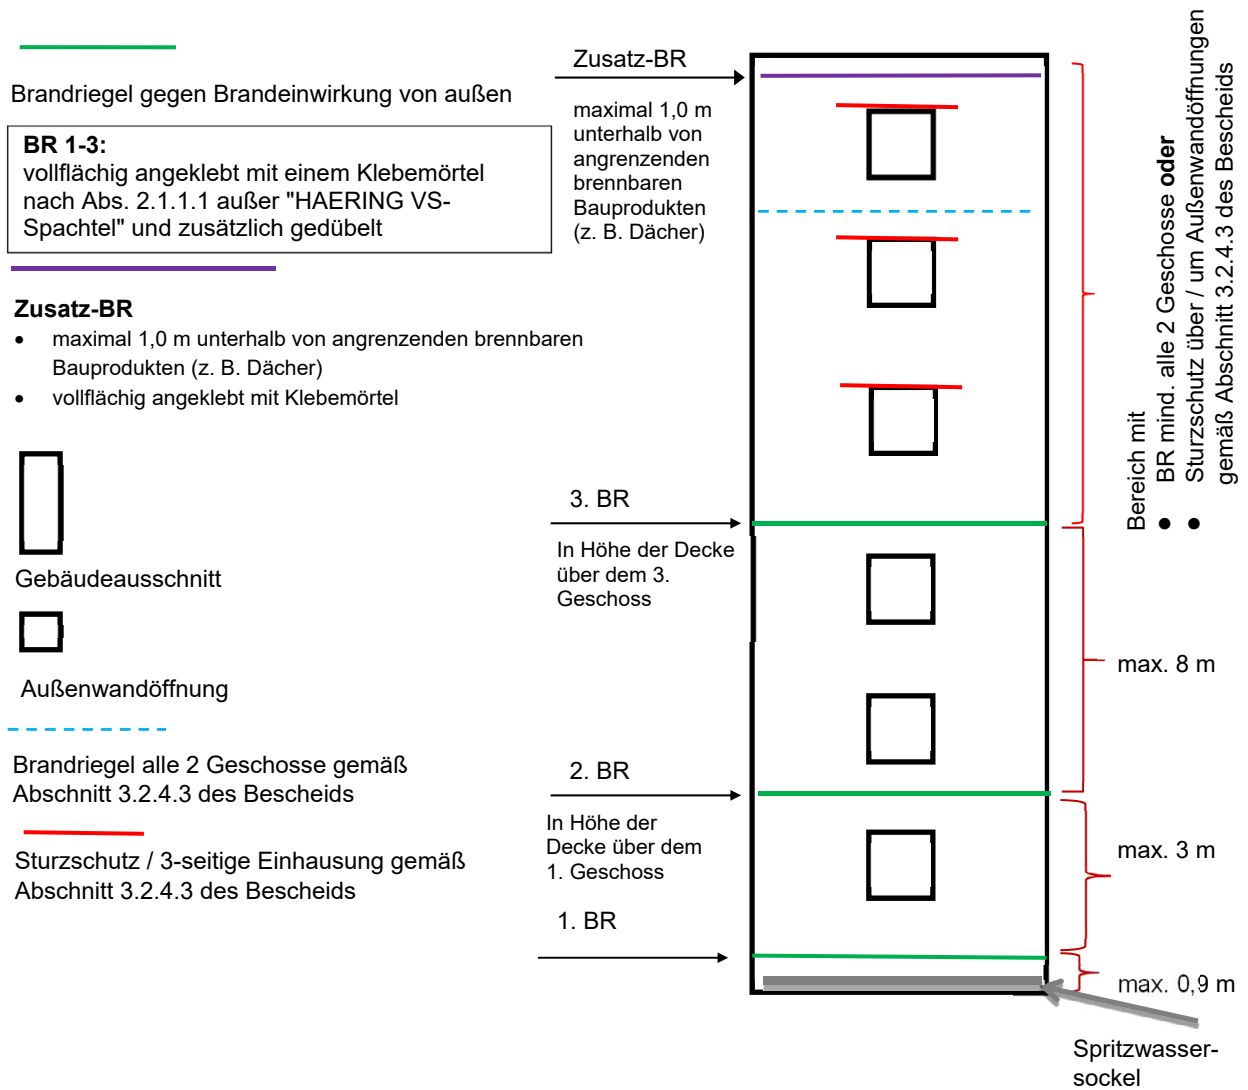 Brandriegel gegen Brandeinwirkung von außen
BR 1-3:
vollflächig angeklebt mit einem Klebemörtel
nach Abs. 2.1.1.1 außer "HAERING VS-
Spachtel" und zusätzlich gedübelt
Zusatz-BR
• maximal 1,0 m unterhalb von angrenzenden brennbaren
Bauprodukten (z. B. Dächer)
• vollflächig angeklebt mit Klebemörtel
Gebäudeausschnitt
Außenwandöffnung
Brandriegel alle 2 Geschosse gemäß
Abschnitt 3.2.4.3 des Bescheids
Sturzschutz / 3-seitige Einhausung gemäß
Abschnitt 3.2.4.3 des Bescheids
Zusatz-BR
maximal 1,0 m
unterhalb von
angrenzenden
brennbaren
Bauprodukten
(z. B. Dächer)
3. BR
In Höhe der Decke
über dem 3.
Geschoss
2. BR
In Höhe der
Decke über dem
1. Geschoss
1. BR
Bereich mit
• BR mind. alle 2 Geschosse oder
• Sturzschutz über / um Außenwandöffnungen
gemäß Abschnitt 3.2.4.3 des Bescheids
max. 8 m
max. 3 m
max. 0,9 m
Spritzwasser-
sockel